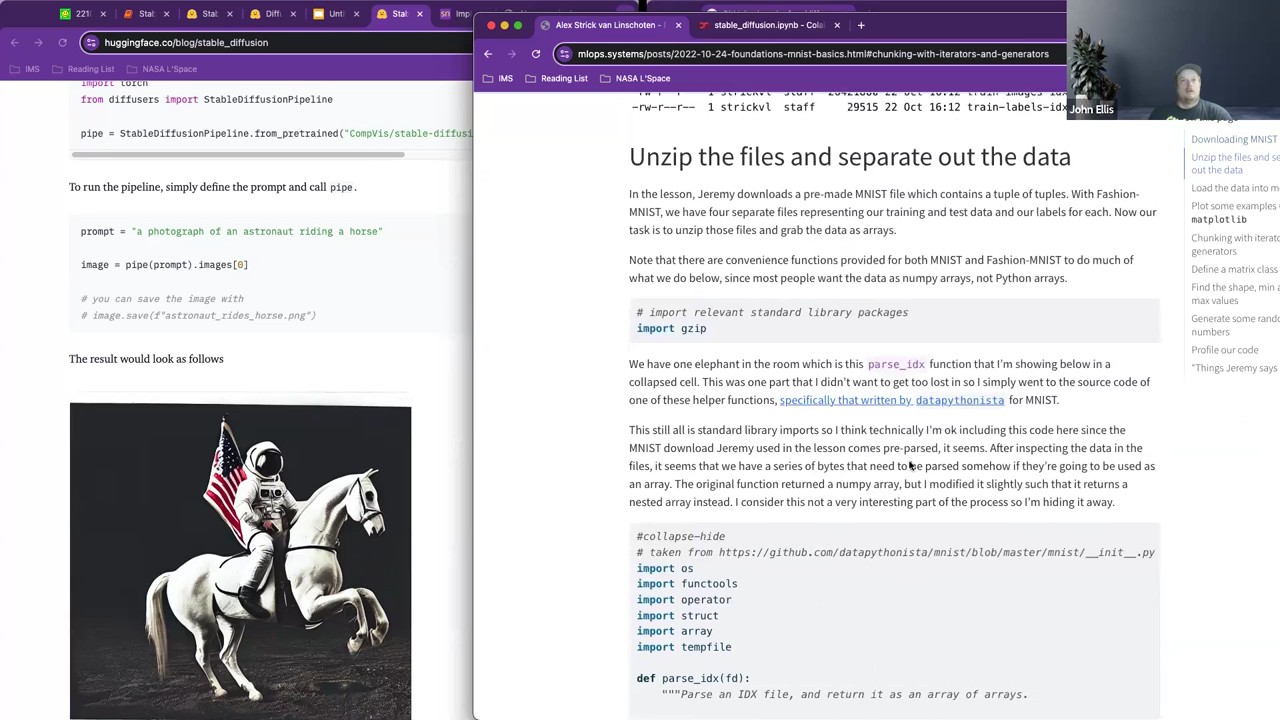 2210
Stab
Stab
Diff
Unti
Stab
Imp
huggingface.co/blog/stable_diffusion
IMS
Reading List
NASA L'Space
import torch
from diffusers import StableDiffusionPipeline
pipe = StableDiffusionPipeline.from_pretrained("CompVis/stable-diffusi
To run the pipeline, simply define the prompt and call pipe.
prompt = "a photograph of an astronaut riding a horse"
image = pipe(prompt).images[0]
# you can save the image with
# image.save(f"astronaut_rides_horse.png")
The result would look as follows
Alex Strick van Linschoten - 
stable_diffusion.ipynb - Colab
mlops.systems/posts/2022-10-24-foundations-mnist-basics.html#chunking-with-iterators-and-generators
IMS
Reading List
NASA L'Space
John Ellis
-rw-r--r-- 1 strickvl staff 29515 22 Oct 16:12 train-labels-idx
Unzip the files and separate out the data
In the lesson, Jeremy downloads a pre-made MNIST file which contains a tuple of tuples. With Fashion-
MNIST, we have four separate files representing our training and test data and our labels for each. Now our
task is to unzip those files and grab the data as arrays.
Note that there are convenience functions provided for both MNIST and Fashion-MNIST to do much of
what we do below, since most people want the data as numpy arrays, not Python arrays.
# import relevant standard library packages
import gzip
We have one elephant in the room which is this parse_idx function that I'm showing below in a
collapsed cell. This was one part that I didn't want to get too lost in so I simply went to the source code of
one of these helper functions, specifically that written by datapythonista for MNIST.
This still all is standard library imports so I think technically I'm ok including this code here since the
MNIST download Jeremy used in the lesson comes pre-parsed, it seems. After inspecting the data in the
files, it seems that we have a series of bytes that need to be parsed somehow if they're going to be used as
an array. The original function returned a numpy array, but I modified it slightly such that it returns a
nested array instead. I consider this not a very interesting part of the process so I'm hiding it away.
#collapse-hide
# taken from https://github.com/datapythonista/mnist/blob/master/mnist/__init__.py
import os
import functools
import operator
import struct
import array
import tempfile
def parse_idx(fd):
"""Parse an IDX file, and return it as an array of arrays.
Downloading MNIST
Unzip the files and se
out the data
Load the data into m
Plot some examples
matplotlib
Chunking with iterato
generators
Define a matrix class
Find the shape, min a
max values
Generate some rando
numbers
Profile our code
"Things Jeremy says